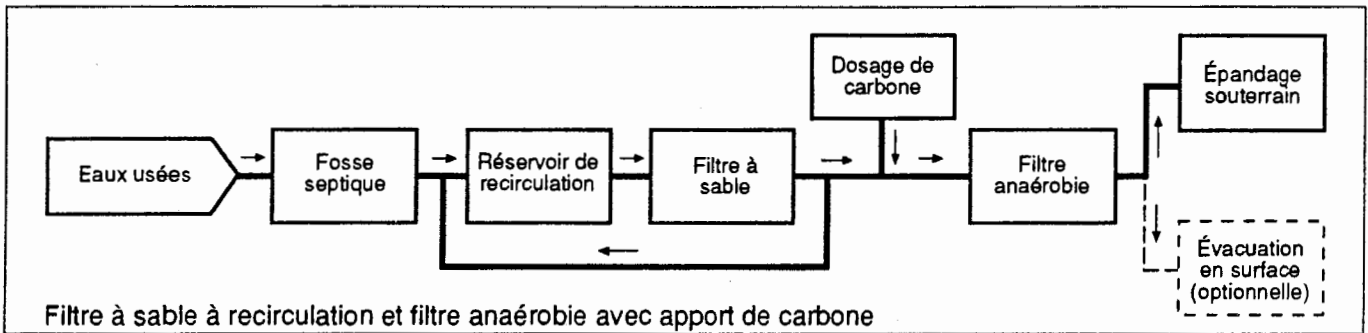 Dosage de
carbone
Épandage
souterrain
Eaux usées
Fosse
septique
Réservoir de
recirculation
Filtre à
sable
Filtre
anaérobie
Évacuation
en surface
(optionnelle)
Filtre à sable à recirculation et filtre anaérobie avec apport de carbone